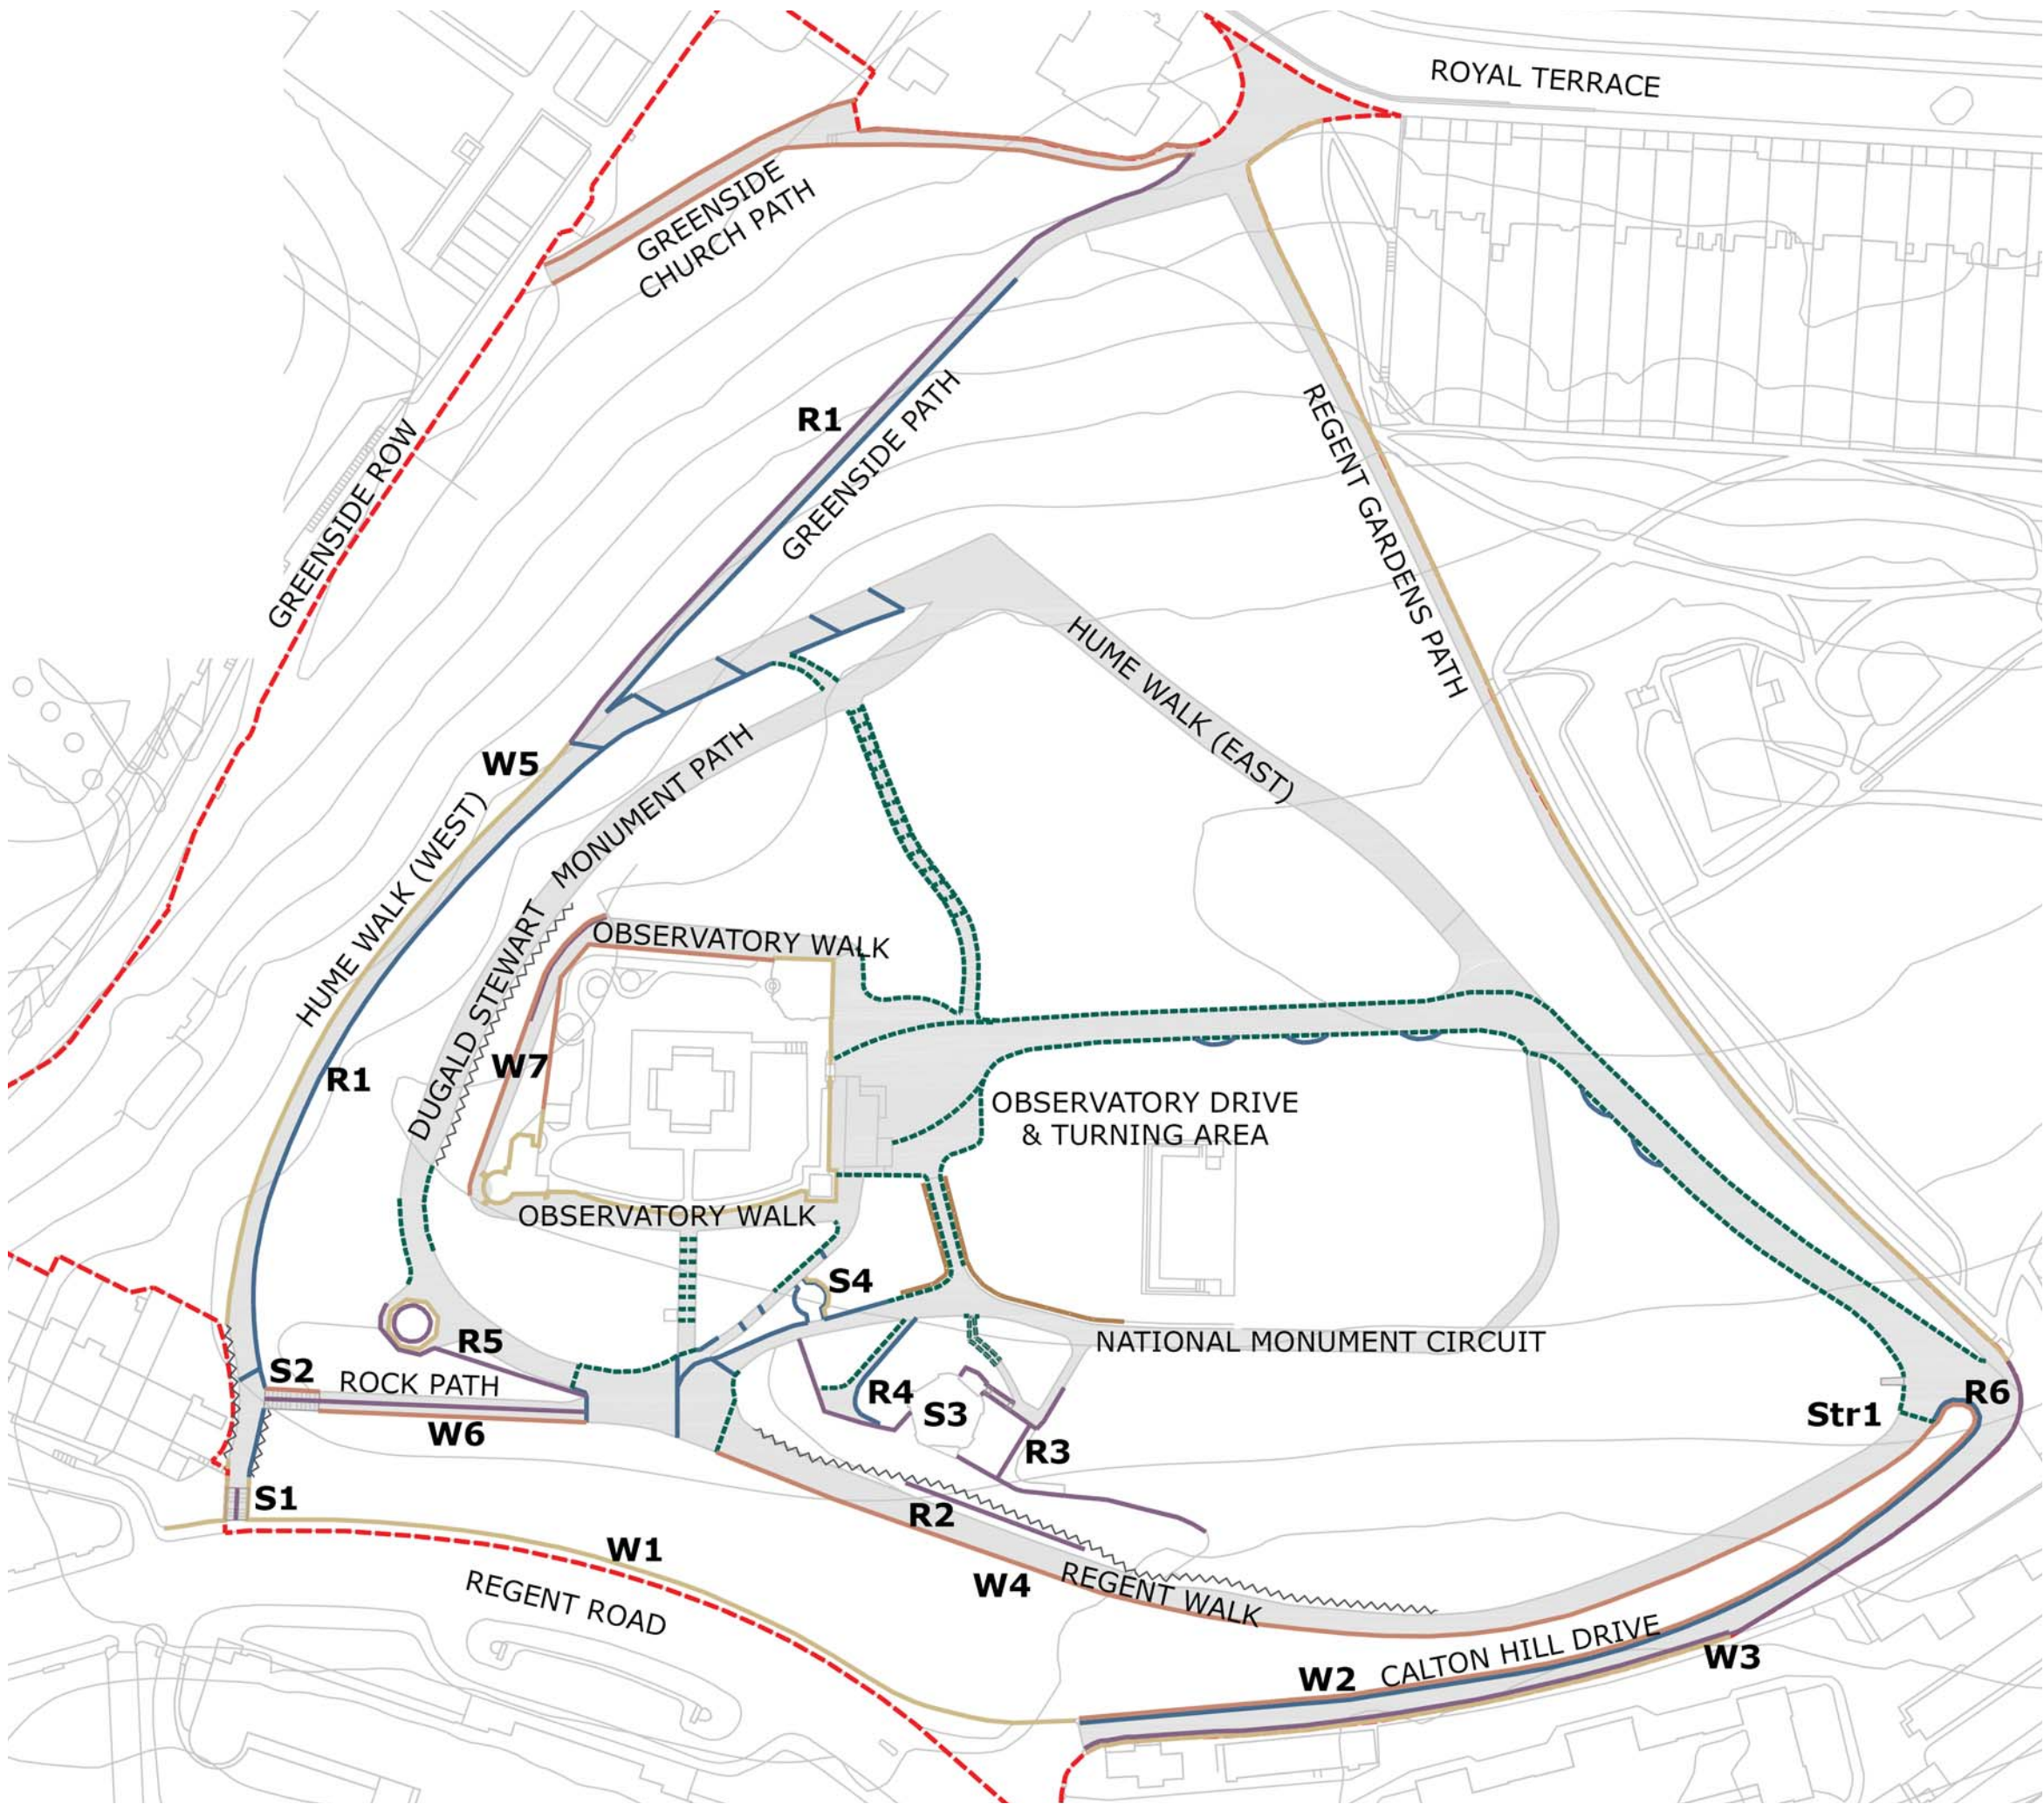 ROYAL TERRACE
GREENSIDE
CHURCH PATH
R1
GREENSIDE PATH
REGENT GARDENS PATH
GREENSIDE ROW
HUME WALK (EAST)
W5
MONUMENT PATH
HUME WALK (WEST)
DUGALD STEWART
OBSERVATORY WALK
W7
R1
OBSERVATORY DRIVE
& TURNING AREA
OBSERVATORY WALK
S4
R5
NATIONAL MONUMENT CIRCUIT
S2
ROCK PATH
R4
S3
R6
Str1
W6
R3
S1
R2
W1
W4
REGENT WALK
REGENT ROAD
W2
CALTON HILL DRIVE
W3